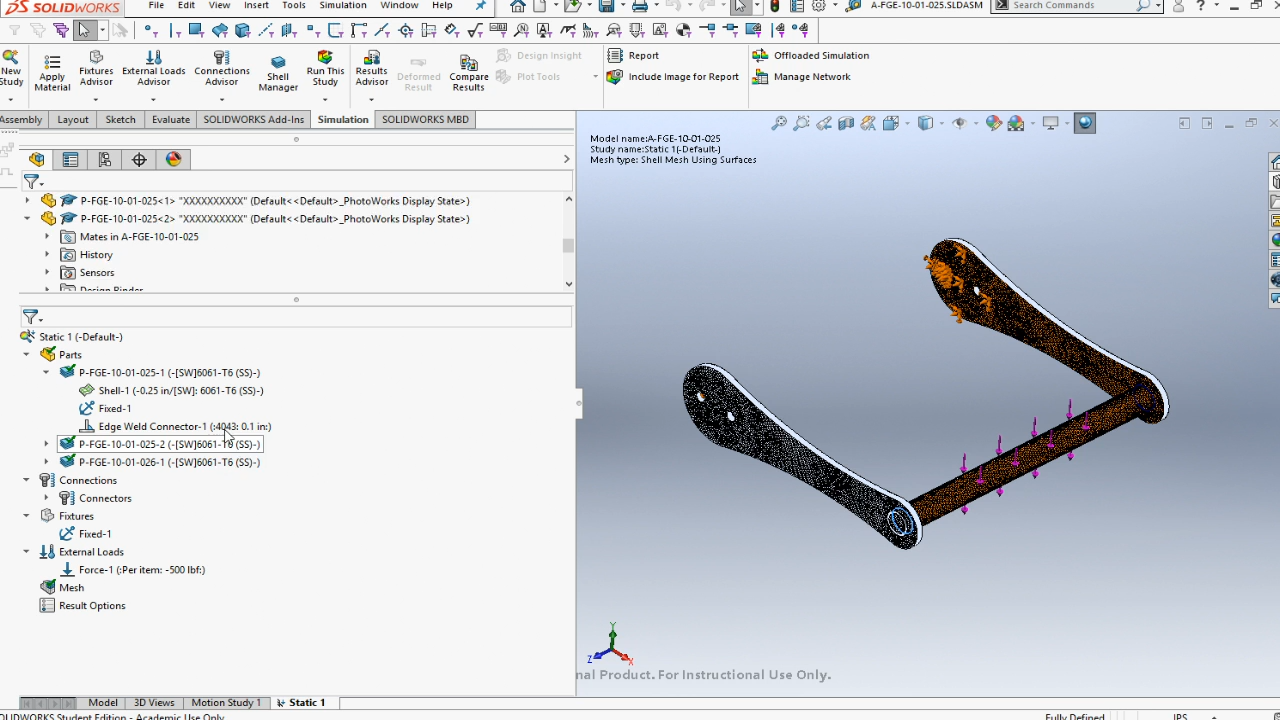 SOLIDWORKS File Edit View Insert Tools Simulation Window Help A-FGE-10-01-025.SLDASM Search Commands
New Study
Apply Material
Fixtures Advisor
External Loads Advisor
Connections Advisor
Shell Manager
Run This Study
Results Advisor
Deformed Result
Compare Results
Design Insight
Plot Tools
Report
Include Image for Report
Offloaded Simulation
Manage Network
Assembly Layout Sketch Evaluate SOLIDWORKS Add-Ins Simulation SOLIDWORKS MBD
P-FGE-10-01-025<1> "XXXXXXXXXX" (Default<<Default>_PhotoWorks Display State>)
P-FGE-10-01-025<2> "XXXXXXXXXX" (Default<<Default>_PhotoWorks Display State>)
Mates in A-FGE-10-01-025
History
Sensors
Design Binder
Static 1 (-Default-)
Parts
P-FGE-10-01-025-1 (-[SW]6061-T6 (SS)-)
Shell-1 (-0.25 in/[SW]: 6061-T6 (SS)-)
Fixed-1
Edge Weld Connector-1 (:4043: 0.1 in:)
P-FGE-10-01-025-2 (-[SW]6061-T6 (SS)-)
P-FGE-10-01-026-1 (-[SW]6061-T6 (SS)-)
Connections
Connectors
Fixtures
Fixed-1
External Loads
Force-1 (:Per item: -500 lbf:)
Mesh
Result Options
Model name:A-FGE-10-01-025
Study name:Static 1(-Default-)
Mesh type: Shell Mesh Using Surfaces
Y
Z
X
nal Product. For Instructional Use Only.
Model 3D Views Motion Study 1 Static 1
SOLIDWORKS Student Edition - Academic Use Only Fully Defined IPS